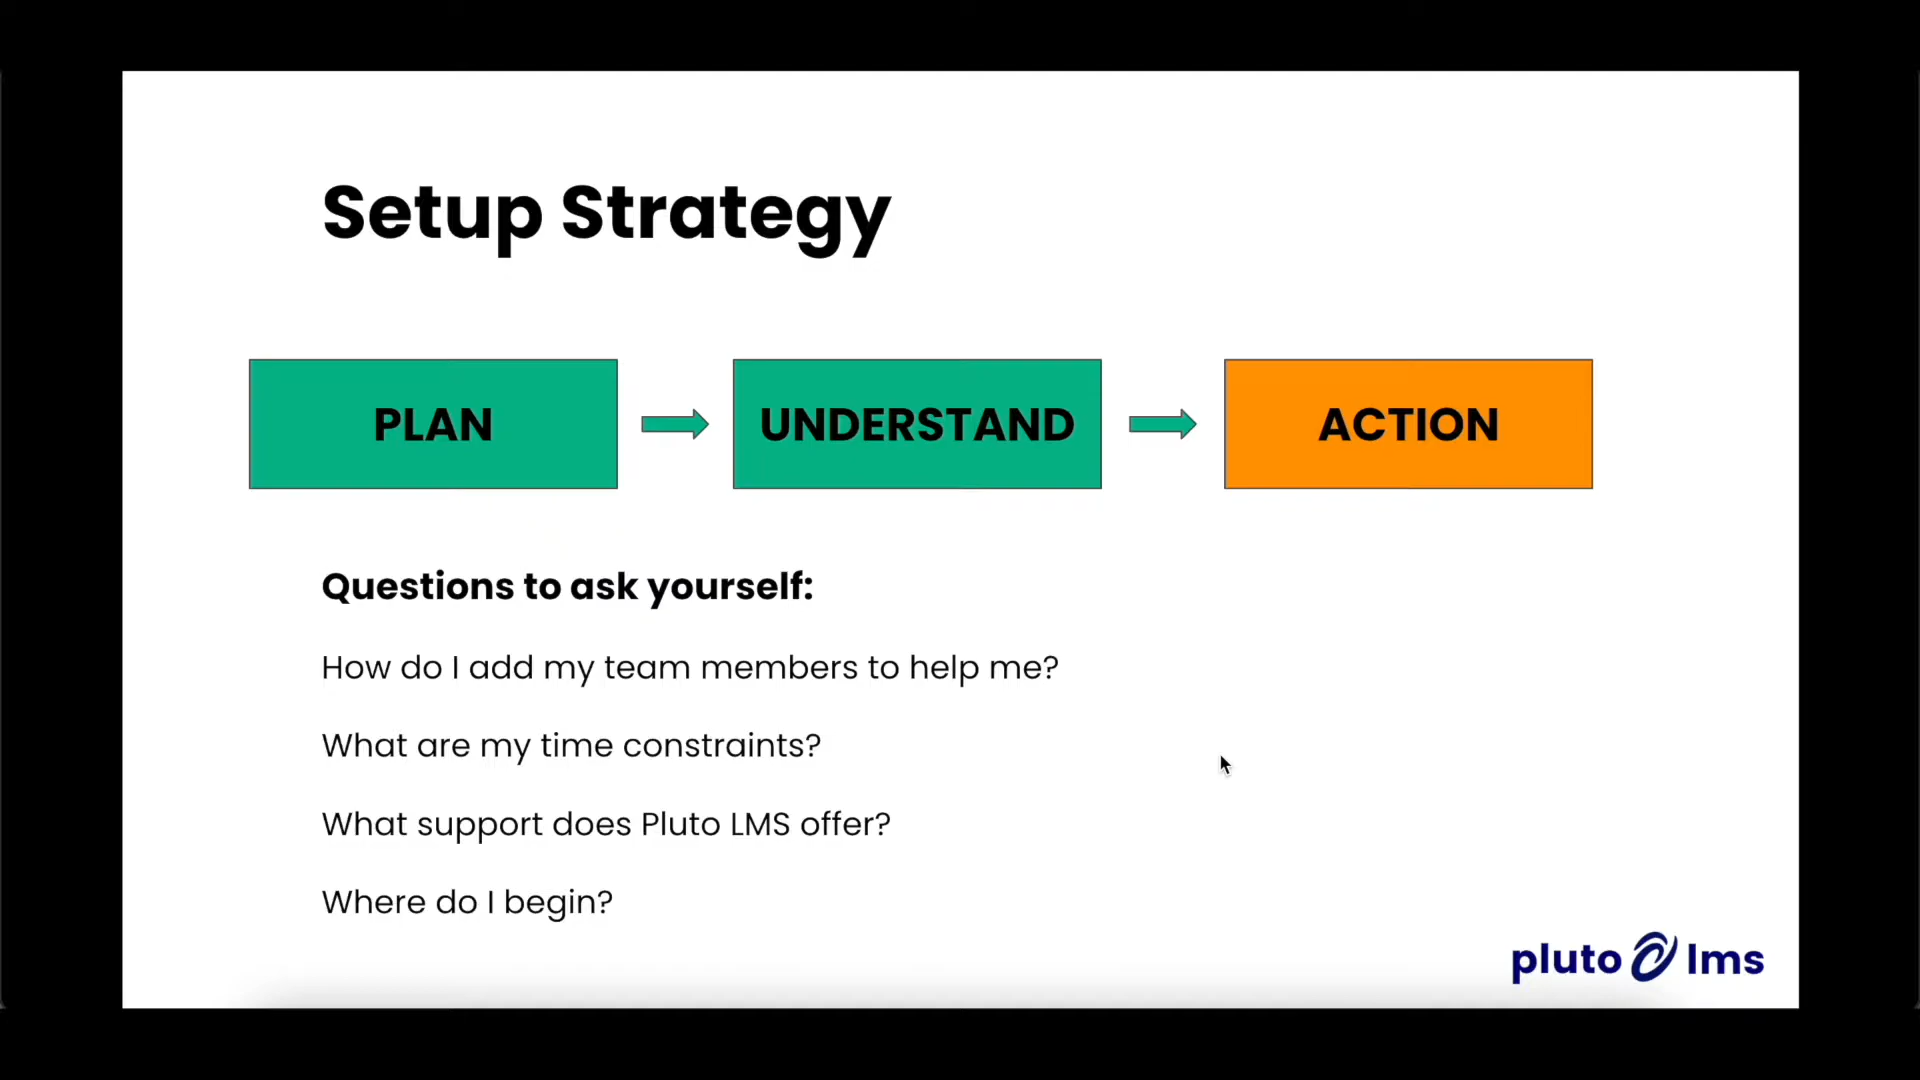 Setup Strategy
PLAN
UNDERSTAND
ACTION
Questions to ask yourself:
How do I add my team members to help me?
What are my time constraints?
What support does Pluto LMS offer?
Where do I begin?
pluto lms